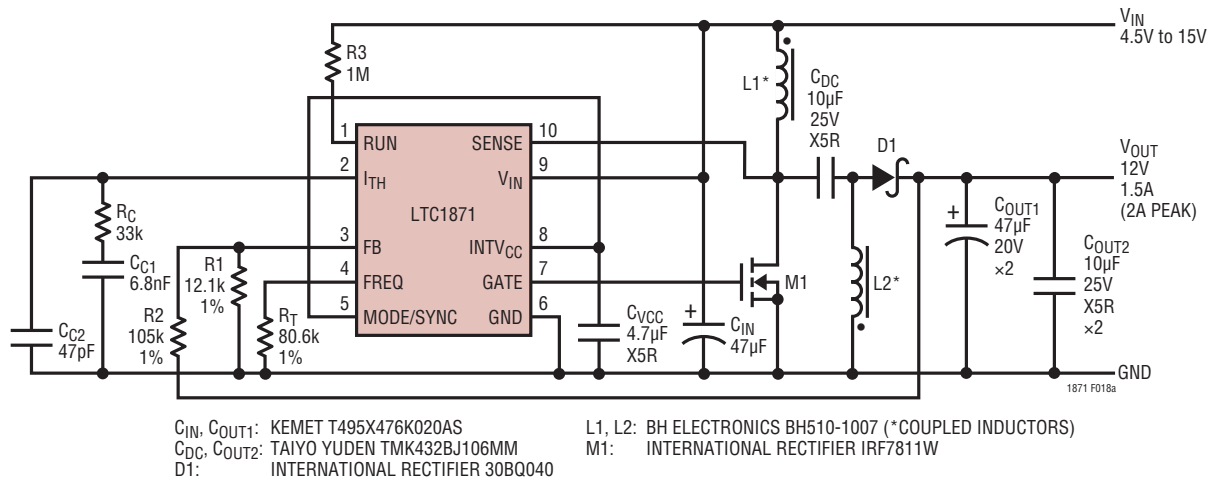 VIN
4.5V to 15V
R3
1M
L1*
CDC
10µF
25V
X5R
D1
VOUT
12V
1.5A
(2A PEAK)
1
RUN
SENSE
10
2
ITH
VIN
9
LTC1871
3
FB
INTVCC
8
4
FREQ
GATE
7
5
MODE/SYNC
GND
6
RC
33k
CC1
6.8nF
R1
12.1k
1%
R2
105k
1%
RT
80.6k
1%
CC2
47pF
CVCC
4.7µF
X5R
+
CIN
47µF
M1
L2*
+
COUT1
47µF
20V
×2
COUT2
10µF
25V
X5R
×2
GND
1871 F018a
CIN, COUT1: KEMET T495X476K020AS
CDC, COUT2: TAIYO YUDEN TMK432BJ106MM
D1: INTERNATIONAL RECTIFIER 30BQ040
L1, L2: BH ELECTRONICS BH510-1007 (*COUPLED INDUCTORS)
M1: INTERNATIONAL RECTIFIER IRF7811W